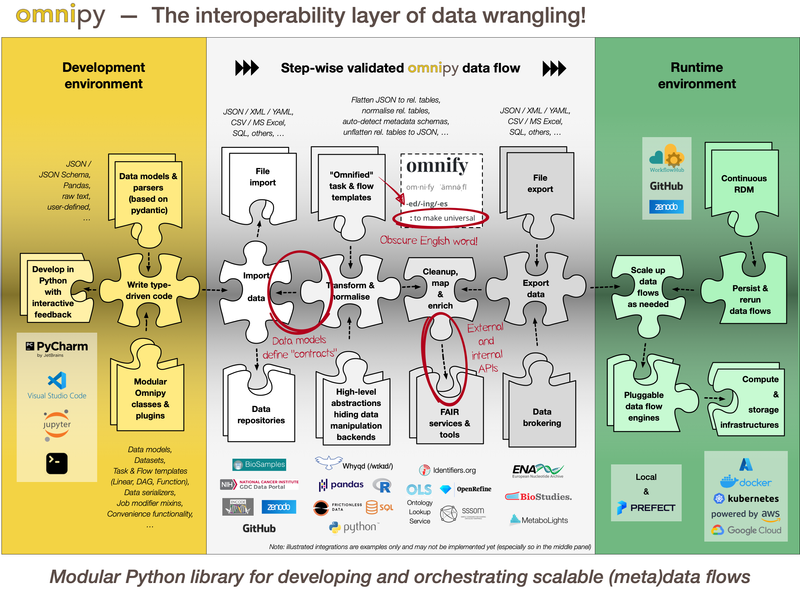 omnipy — The interoperability layer of data wrangling!
Development
environment
JSON /
JSON Schema,
Pandas,
raw text,
user-defined,
...
Data models &
parsers
(based on
pydantic)
Develop in
Python
with
interactive
feedback
Write type-
driven code
PyCharm
by JetBrains
Visual Studio Code
jupyter
Modular
Omnipy
classes &
plugins
Data models,
Datasets,
Task & Flow templates
(Linear, DAG, Function),
Data serializers,
Job modifier mixins,
Convenience functionality,
...
Step-wise validated omnipy data flow
JSON / XML / YAML,
CSV / MS Excel,
SQL, others, ...
Flatten JSON to rel. tables,
normalise rel. tables,
auto-detect metadata schemas,
unflatten rel. tables to JSON, ...
JSON / XML / YAML,
CSV / MS Excel,
SQL, others, ...
File
import
"Omnified"
task & flow
templates
omnify
om·ni·fy ˈämnəˌfī
-ed/-ing/-es
: to make universal
Obscure English word!
File
export
Import
data
Transform &
normalise
Cleanup,
map
&
enrich
Export
data
Data models
define "contracts"
External
and
internal
APIs
Data
repositories
High-level
abstractions
hiding data
manipulation
backends
FAIR
services &
tools
Data
brokering
BioSamples
NIH NATIONAL CANCER INSTITUTE
GDC Data Portal
zenodo
GitHub
Whyqd (/wɪkɪd/)
pandas
R
FRICTIONLESS
DATA
SQL
python
Identifiers.org
OLS
Ontology
Lookup
Service
OpenRefine
sssom
ENA
European Nucleotide Archive
BioStudies.
MetaboLights
Note: illustrated integrations are examples only and may not be implemented yet (especially so in the middle panel)
Runtime
environment
WorkflowHub
GitHub
zenodo
Continuous
RDM
Scale up
data
flows
as needed
Persist &
rerun
data flows
Pluggable
data flow
engines
Compute
&
storage
infrastructures
Local
&
PREFECT
docker
kubernetes
powered by aws
Google Cloud
Modular Python library for developing and orchestrating scalable (meta)data flows